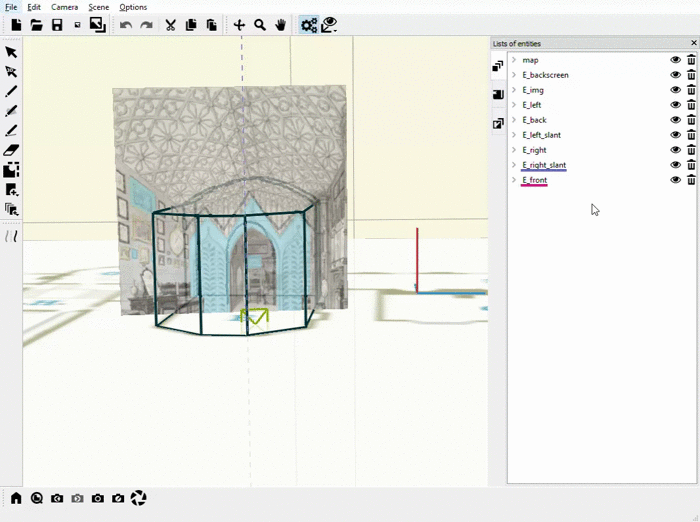 File Edit Camera Scene Options
Lists of entities
map
E_backscreen
E_img
E_left
E_back
E_left_slant
E_right
E_right_slant
E_front